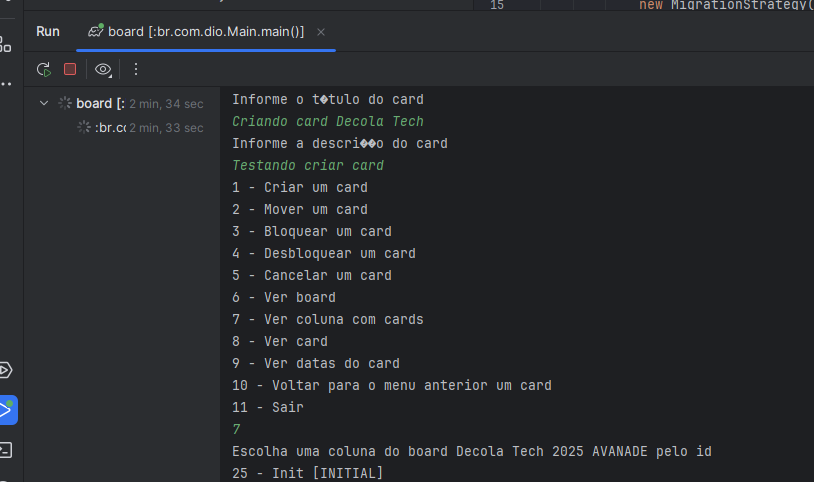 15 new MigrationStrategy(
Run board [:br.com.dio.Main.main()]
board [: 2 min, 34 sec
:br.cc 2 min, 33 sec
Informe o t�tulo do card
Criando card Decola Tech
Informe a descri��o do card
Testando criar card
1 - Criar um card
2 - Mover um card
3 - Bloquear um card
4 - Desbloquear um card
5 - Cancelar um card
6 - Ver board
7 - Ver coluna com cards
8 - Ver card
9 - Ver datas do card
10 - Voltar para o menu anterior um card
11 - Sair
7
Escolha uma coluna do board Decola Tech 2025 AVANADE pelo id
25 - Init [INITIAL]